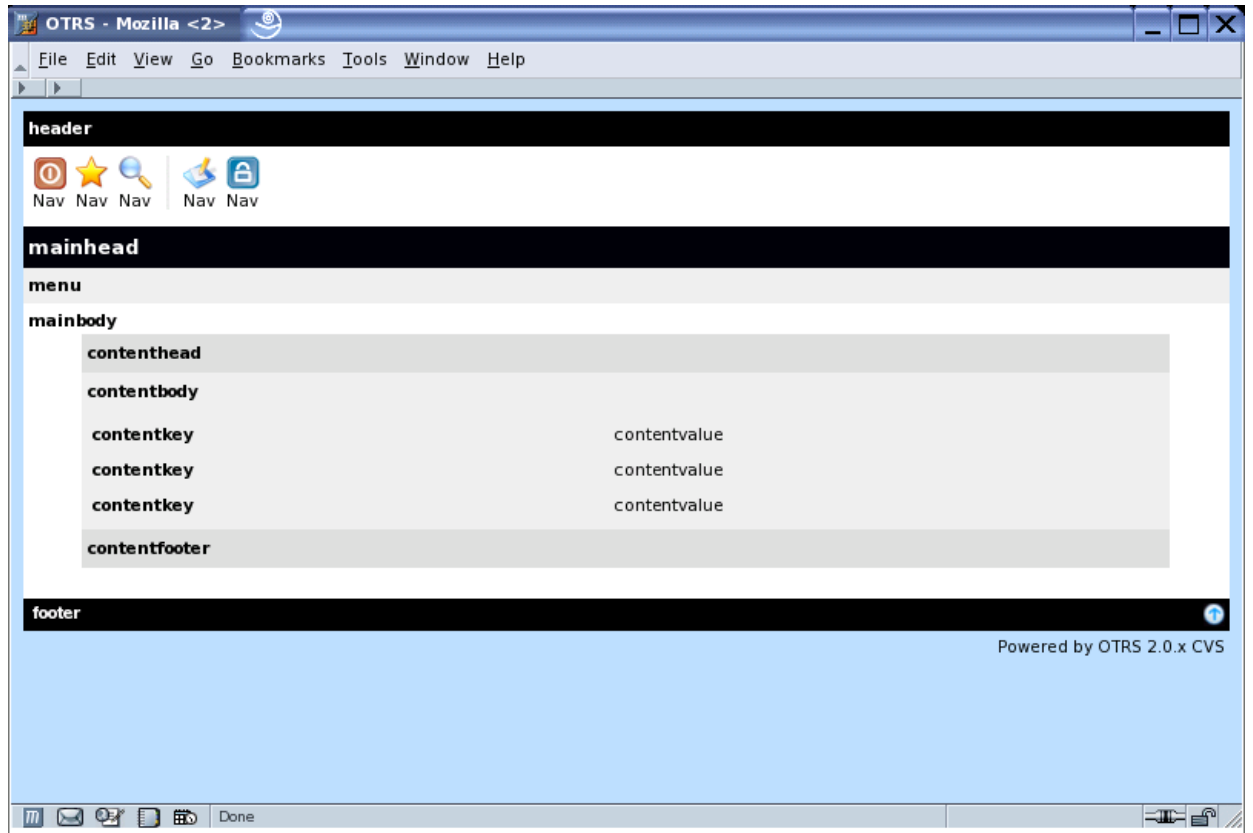 OTRS - Mozilla <2>
File Edit View Go Bookmarks Tools Window Help
header
Nav Nav Nav Nav Nav
mainhead
menu
mainbody
contenthead
contentbody
contentkey contentvalue
contentkey contentvalue
contentkey contentvalue
contentfooter
footer
Powered by OTRS 2.0.x CVS
Done